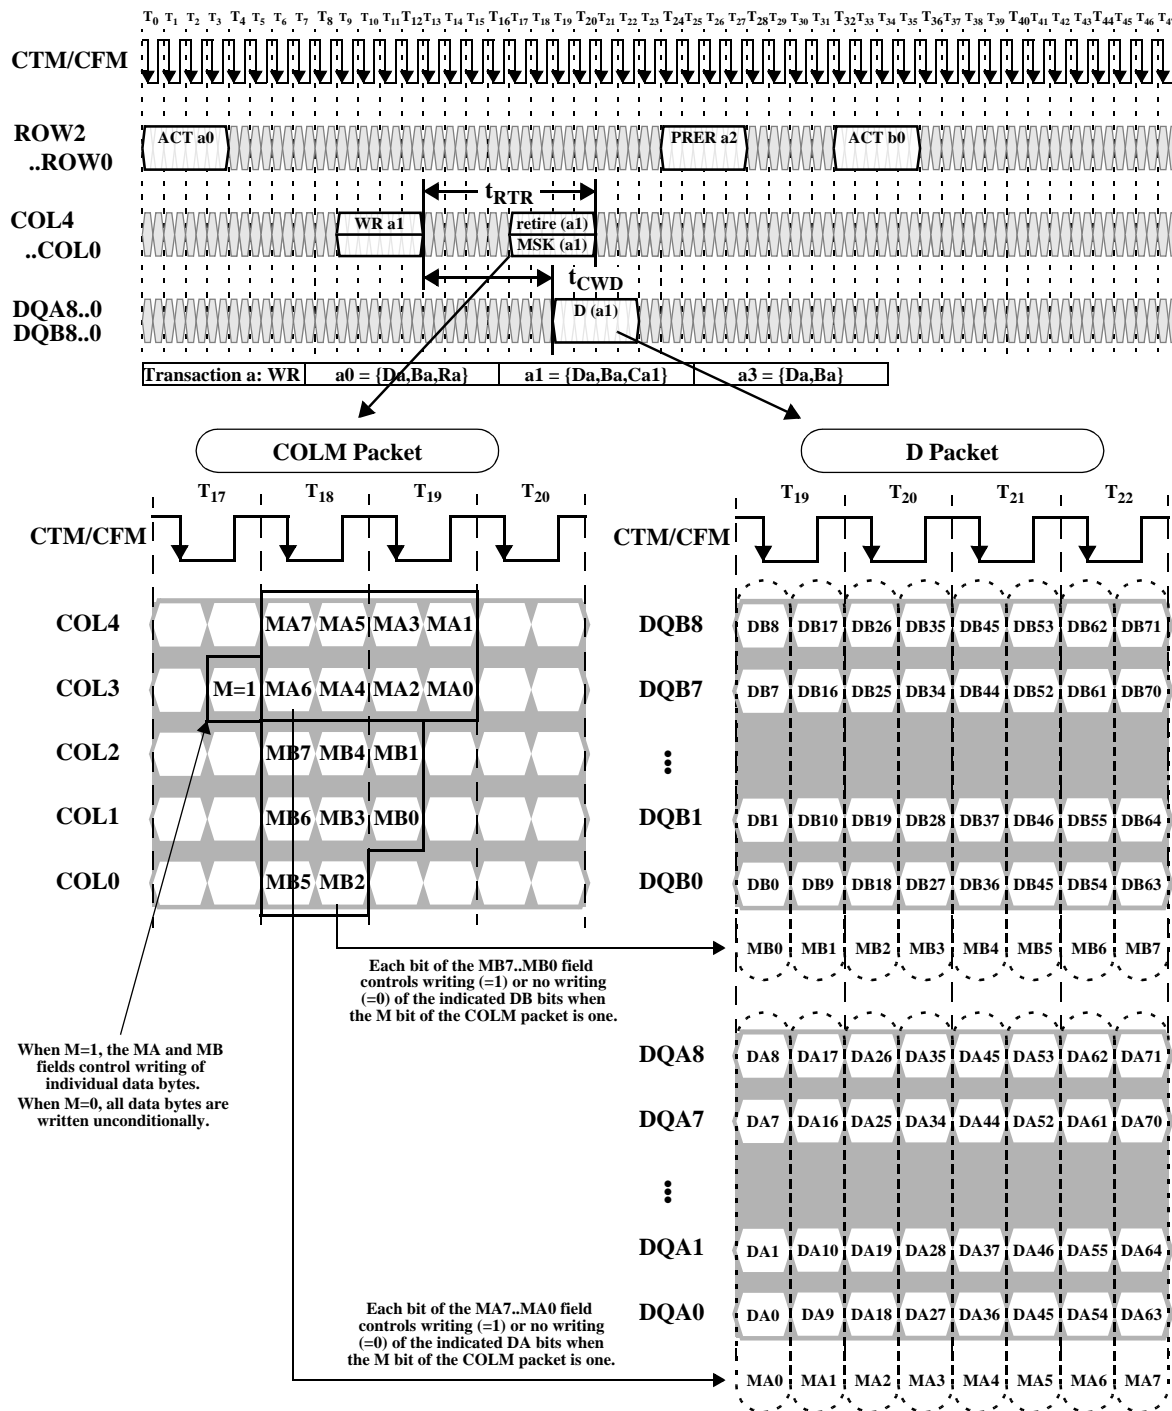 T0 T1 T2 T3 T4 T5 T6 T7 T8 T9 T10 T11 T12 T13 T14 T15 T16 T17 T18 T19 T20 T21 T22 T23 T24 T25 T26 T27 T28 T29 T30 T31 T32 T33 T34 T35 T36 T37 T38 T39 T40 T41 T42 T43 T44 T45 T46 T4
CTM/CFM
ROW2
..ROW0
ACT a0 PRER a2 ACT b0
tRTR
COL4
..COL0
WR a1 retire (a1)
MSK (a1)
tCWD
DQA8..0
DQB8..0
D (a1)
Transaction a: WR a0 = {Da,Ba,Ra} a1 = {Da,Ba,Ca1} a3 = {Da,Ba}
COLM Packet
T17 T18 T19 T20
CTM/CFM
COL4 MA7 MA5 MA3 MA1
COL3 M=1 MA6 MA4 MA2 MA0
COL2 MB7 MB4 MB1
COL1 MB6 MB3 MB0
COL0 MB5 MB2
D Packet
T19 T20 T21 T22
CTM/CFM
DQB8 DB8 DB17 DB26 DB35 DB45 DB53 DB62 DB71
DQB7 DB7 DB16 DB25 DB34 DB44 DB52 DB61 DB70
DQB1 DB1 DB10 DB19 DB28 DB37 DB46 DB55 DB64
DQB0 DB0 DB9 DB18 DB27 DB36 DB45 DB54 DB63
MB0 MB1 MB2 MB3 MB4 MB5 MB6 MB7
Each bit of the MB7..MB0 field
controls writing (=1) or no writing
(=0) of the indicated DB bits when
the M bit of the COLM packet is one.
When M=1, the MA and MB
fields control writing of
individual data bytes.
When M=0, all data bytes are
written unconditionally.
DQA8 DA8 DA17 DA26 DA35 DA45 DA53 DA62 DA71
DQA7 DA7 DA16 DA25 DA34 DA44 DA52 DA61 DA70
DQA1 DA1 DA10 DA19 DA28 DA37 DA46 DA55 DA64
DQA0 DA0 DA9 DA18 DA27 DA36 DA45 DA54 DA63
MA0 MA1 MA2 MA3 MA4 MA5 MA6 MA7
Each bit of the MA7..MA0 field
controls writing (=1) or no writing
(=0) of the indicated DA bits when
the M bit of the COLM packet is one.